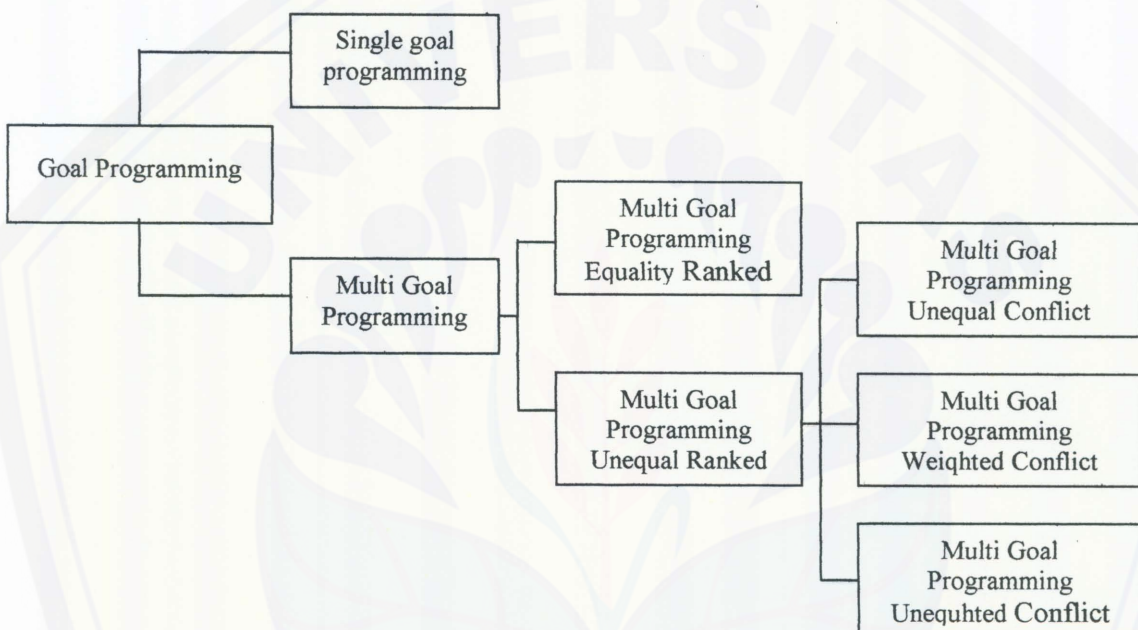 UNIVERSITAS
Single goal
programming
Goal Programming
Multi Goal
Programming
Multi Goal
Programming
Equality Ranked
Multi Goal
Programming
Unequal Ranked
Multi Goal
Programming
Unequal Conflict
Multi Goal
Programming
Weiqhted Conflict
Multi Goal
Programming
Unequhted Conflict